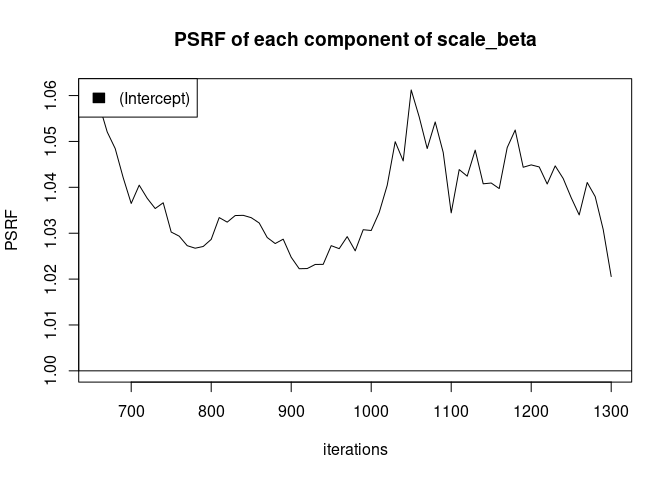 PSRF of each component of scale_beta
(Intercept)
PSRF
1.06
1.05
1.04
1.03
1.02
1.01
1.00
700 800 900 1000 1100 1200 1300
iterations